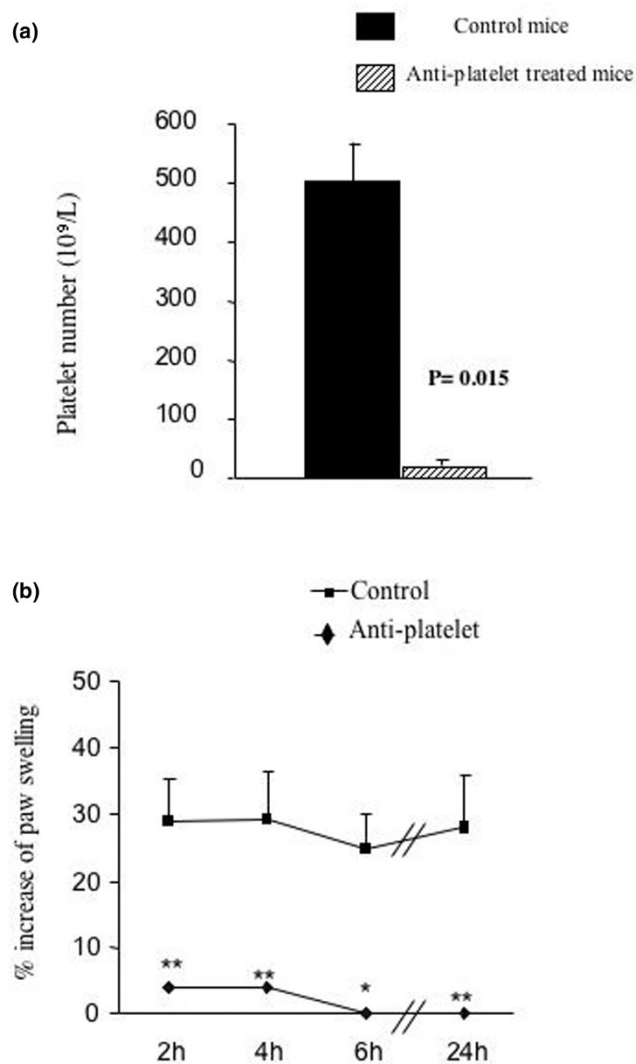 (a)
Control mice
Anti-platelet treated mice
Platelet number (10⁹/L)
600
500
400
300
200
100
0
P= 0.015
(b)
Control
Anti-platelet
% increase of paw swelling
50
40
30
20
10
0
** ** * **
2h 4h 6h 24h